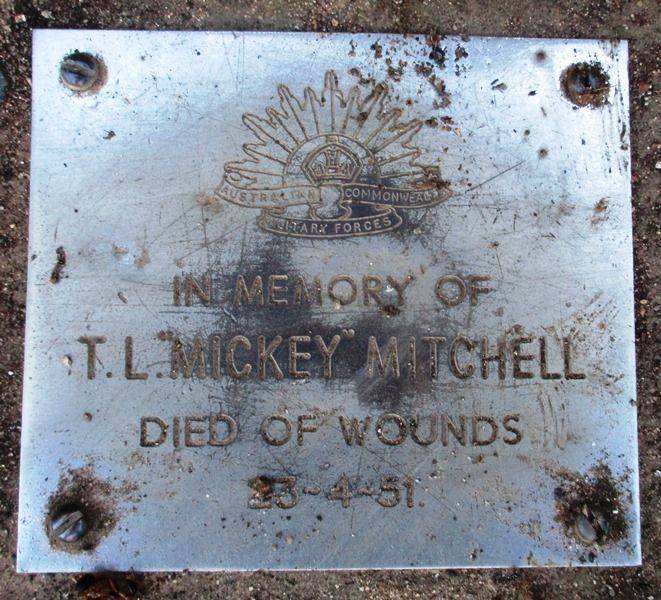 AUSTRALIAN COMMONWEALTH
MILITARY FORCES
IN MEMORY OF
T.L. "MICKEY" MITCHELL
DIED OF WOUNDS
23-4-51.